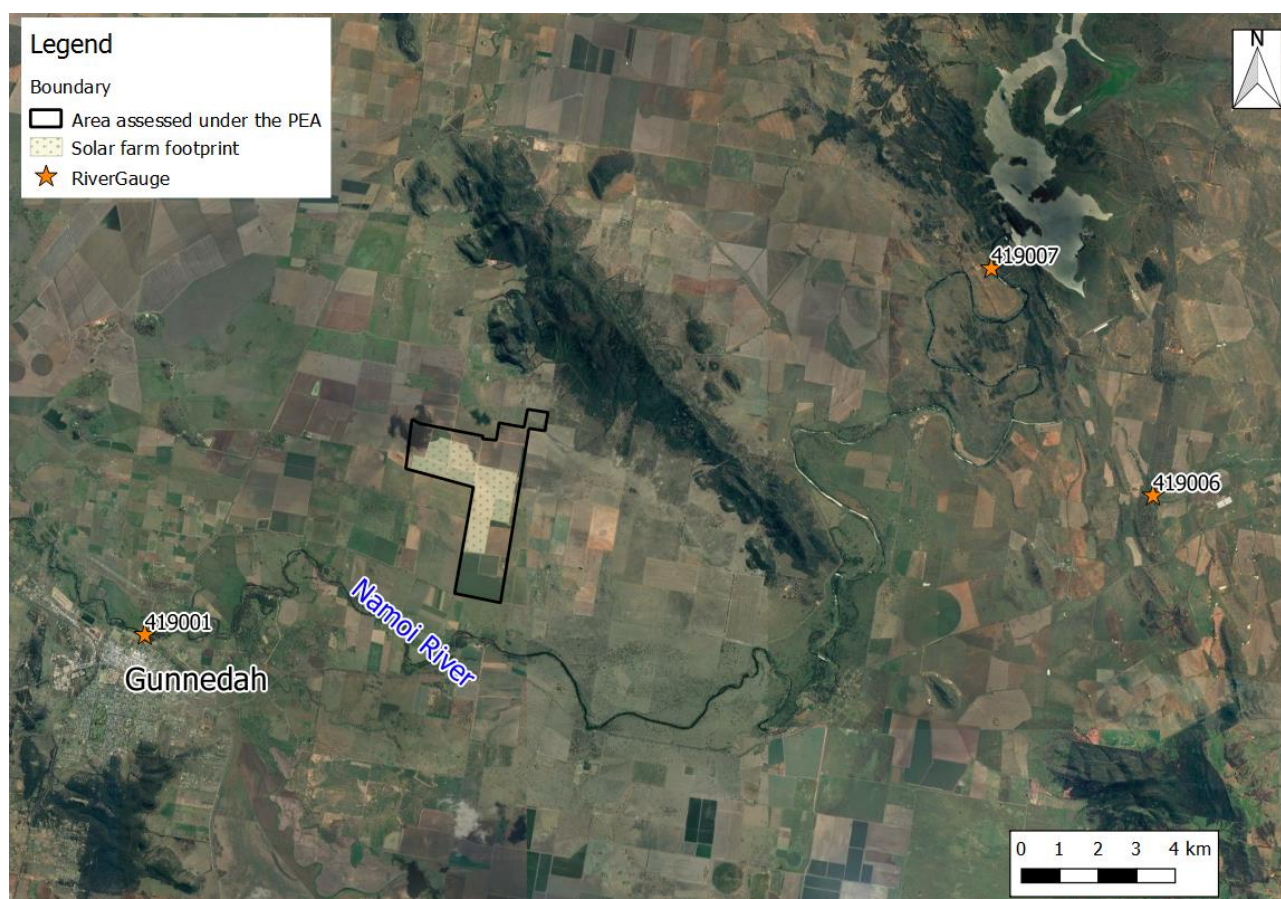 Legend
Boundary
Area assessed under the PEA
Solar farm footprint
RiverGauge
N
419007
419006
419001
Namoi River
Gunnedah
0 1 2 3 4 km